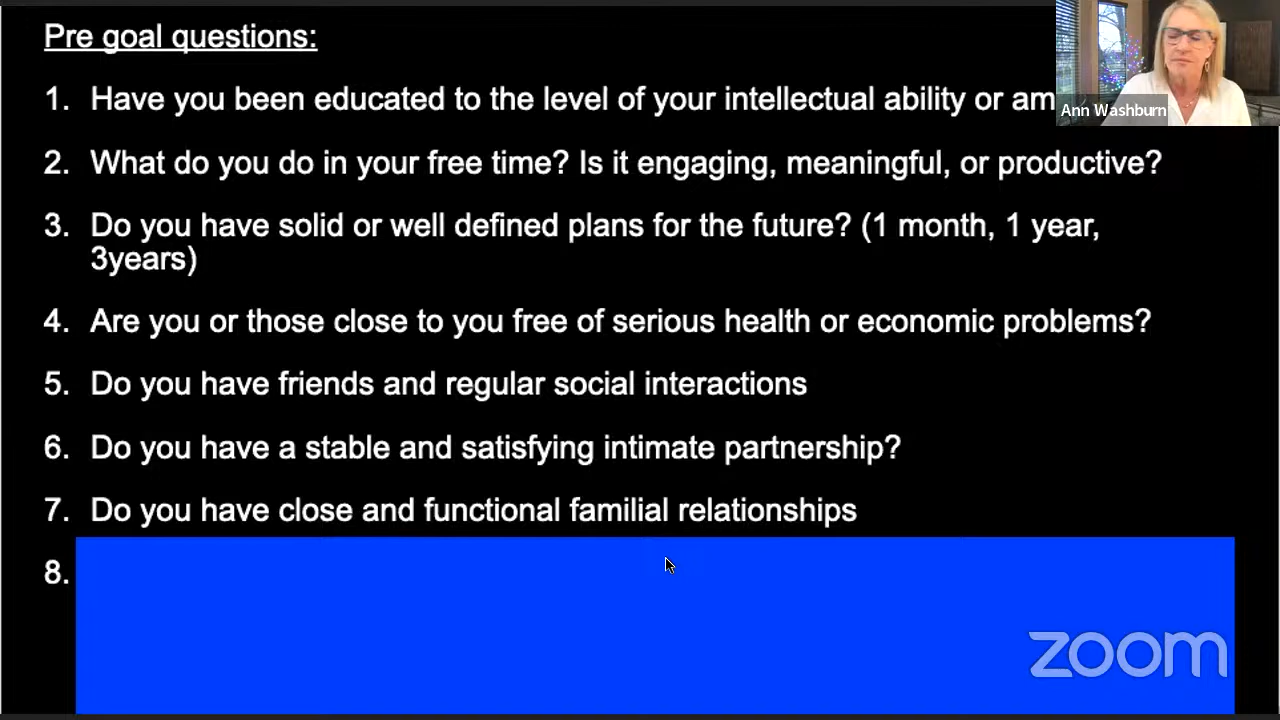 Pre goal questions:
1. Have you been educated to the level of your intellectual ability or am
Ann Washburn
2. What do you do in your free time? Is it engaging, meaningful, or productive?
3. Do you have solid or well defined plans for the future? (1 month, 1 year,
3years)
4. Are you or those close to you free of serious health or economic problems?
5. Do you have friends and regular social interactions
6. Do you have a stable and satisfying intimate partnership?
7. Do you have close and functional familial relationships
8.
zoom